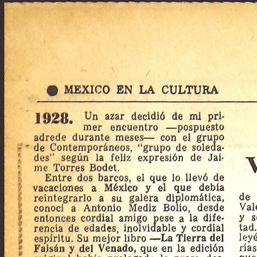 ● MEXICO EN LA CULTURA
1928. Un azar decidió de mi pri-
mer encuentro —pospuesto
adrede durante meses— con el grupo
de Contemporáneos, "grupo de soleda-
des" según la feliz expresión de Jai-
me Torres Bodet.
Entre dos barcos, el que lo llevó de
vacaciones a México y el que debía
reintegrarlo a su galera diplomática,
conocí a Antonio Mediz Bolio, desde
entonces cordial amigo pese a la dife-
rencia de edades, inolvidable y cordial
espíritu. Su mejor libro —La Tierra del
Faisán y del Venado, que en la edición
V
de